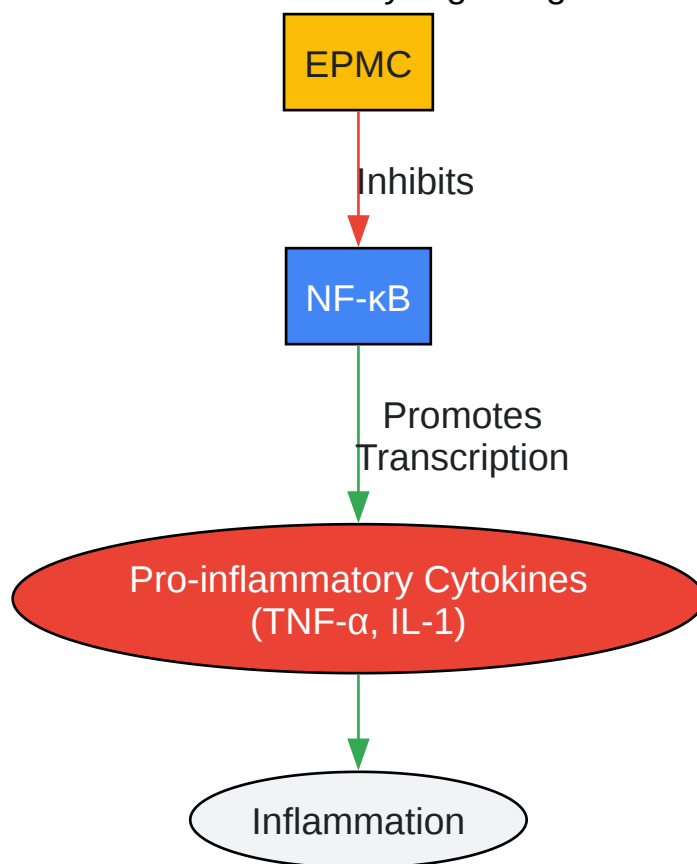 EPMC
Inhibits
NF-κB
Promotes
Transcription
Pro-inflammatory Cytokines
(TNF-α, IL-1)
Inflammation